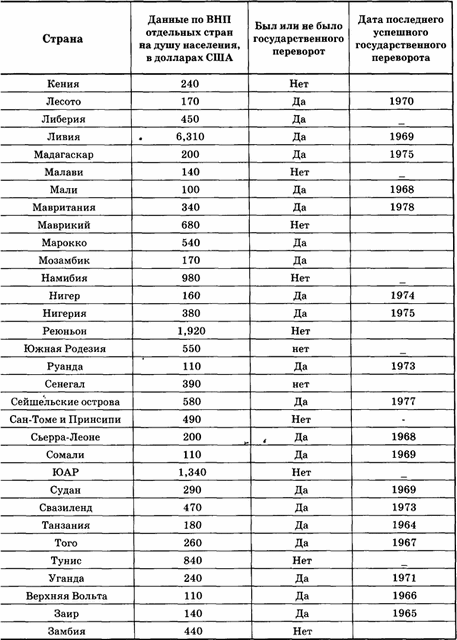 Страна
Данные по ВНП
отдельных стран
на душу населения,
в долларах США
Был или не было
государственного
переворот
Дата последнего
успешного
государственного
переворота
Кения 240 Нет
Лесото 170 Да 1970
Либерия 450 Да _
Ливия 6,310 Да 1969
Мадагаскар 200 Да 1975
Малави 140 Нет _
Мали 100 Да 1968
Мавритания 340 Да 1978
Маврикий 680 Нет
Марокко 540 Да
Мозамбик 170 Да
Намибия 980 Нет _
Нигер 160 Да 1974
Нигерия 380 Да 1975
Реюньон 1,920 Нет
Южная Родезия 550 нет _
Руанда 110 Да 1973
Сенегал 390 нет
Сейшельские острова 580 Да 1977
Сан-Томе и Принсипи 490 Нет -
Сьерра-Леоне 200 Да 1968
Сомали 110 Да 1969
ЮАР 1,340 Нет _
Судан 290 Да 1969
Свазиленд 470 Да 1973
Танзания 180 Да 1964
Того 260 Да 1967
Тунис 840 Нет _
Уганда 240 Да 1971
Верхняя Вольта 110 Да 1966
Заир 140 Да 1965
Замбия 440 Нет